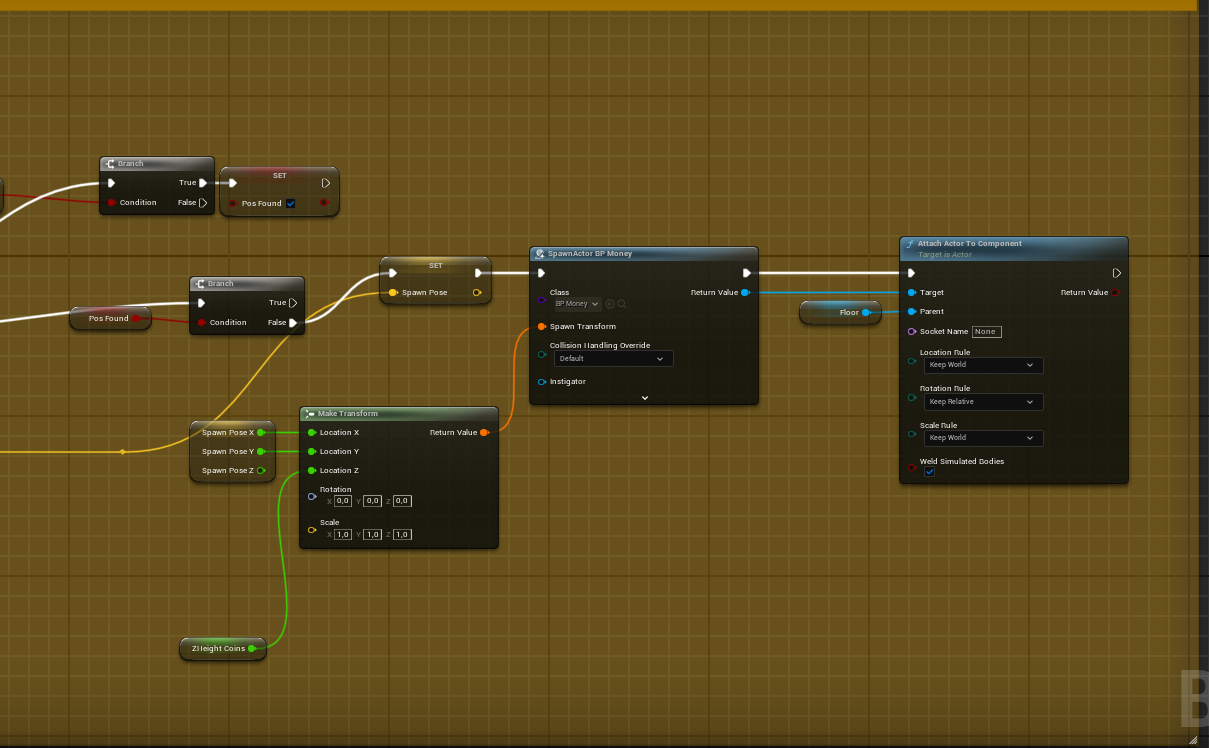 Branch
True
Condition
False
SET
Pos Found
Branch
True
Condition
False
Pos Found
SET
Spawn Pose
SpawnActor BP Money
Class
BP Money
Return Value
Spawn Transform
Collision Handling Override
Default
Instigator
Attach Actor To Component
Target is Actor
Target
Return Value
Parent
Socket Name None
Location Rule
Keep World
Rotation Rule
Keep Relative
Scale Rule
Keep World
Weld Simulated Bodies
Floor
Spawn Pose X
Spawn Pose Y
Spawn Pose Z
Make Transform
Location X
Return Value
Location Y
Location Z
Rotation
X 0,0 Y 0,0 Z 0,0
Scale
X 1,0 Y 1,0 Z 1,0
ZHeight Coins
B